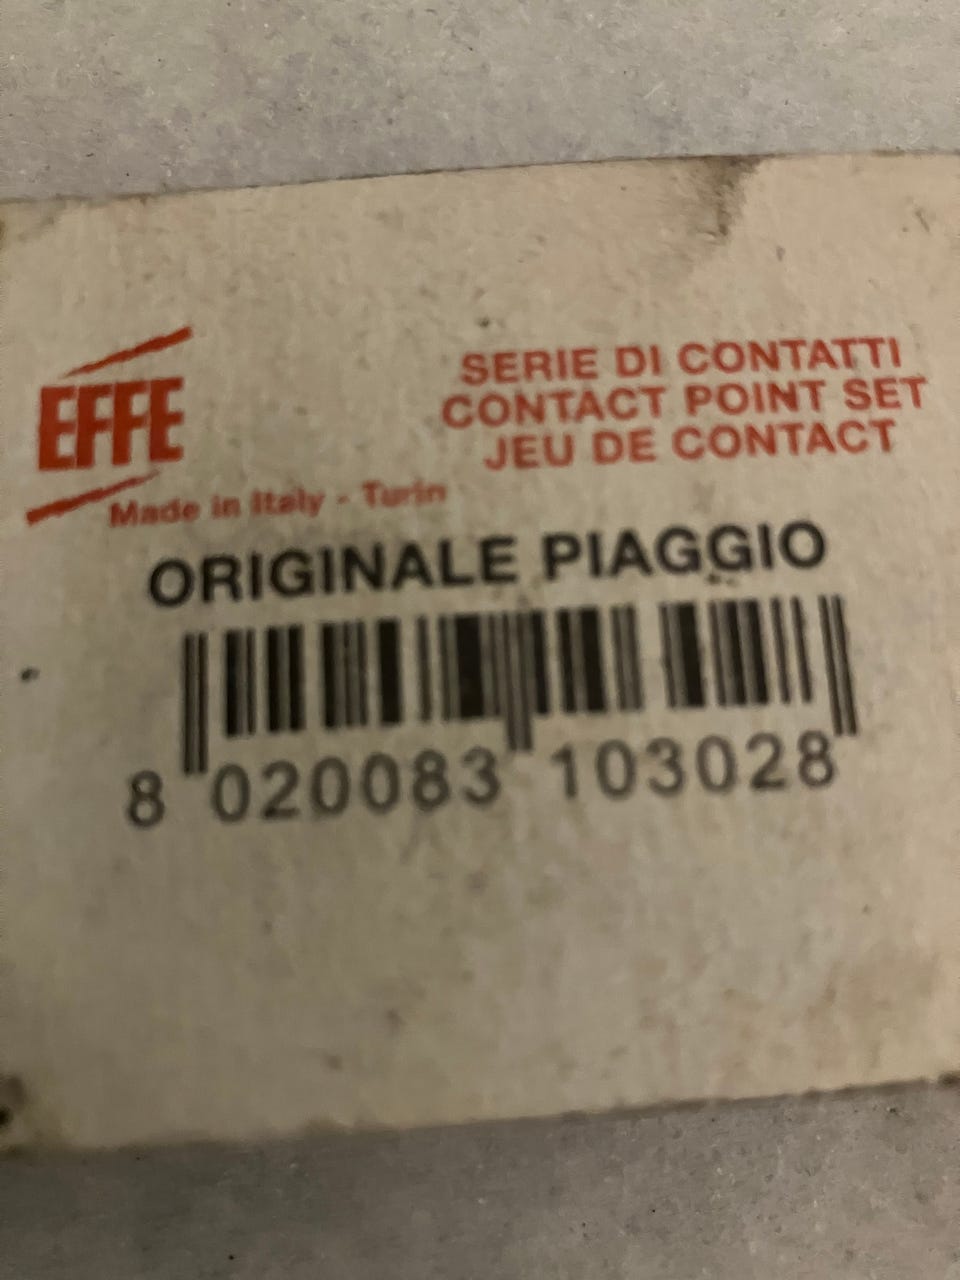 EFFE
SERIE DI CONTATTI
CONTACT POINT SET
JEU DE CONTACT
Made in Italy - Turin
ORIGINALE PIAGGIO
8 020083 103028